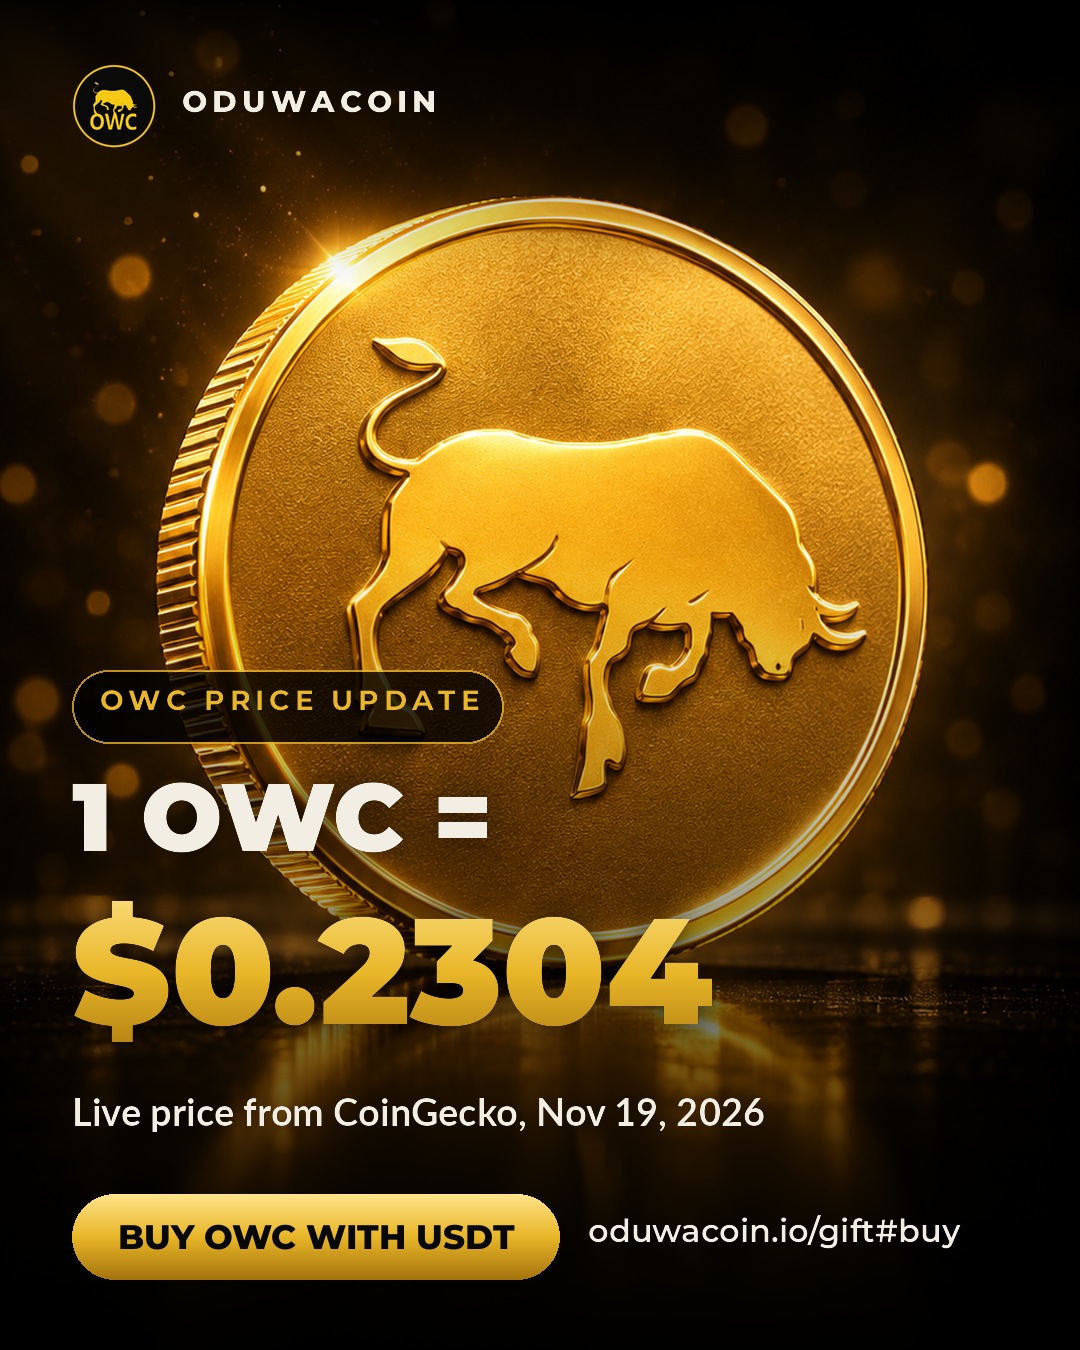 OWC
ODUWACOIN
OWC PRICE UPDATE
1 OWC =
$0.2304
Live price from CoinGecko, Nov 19, 2026
BUY OWC WITH USDT
oduwacoin.io/gift#buy